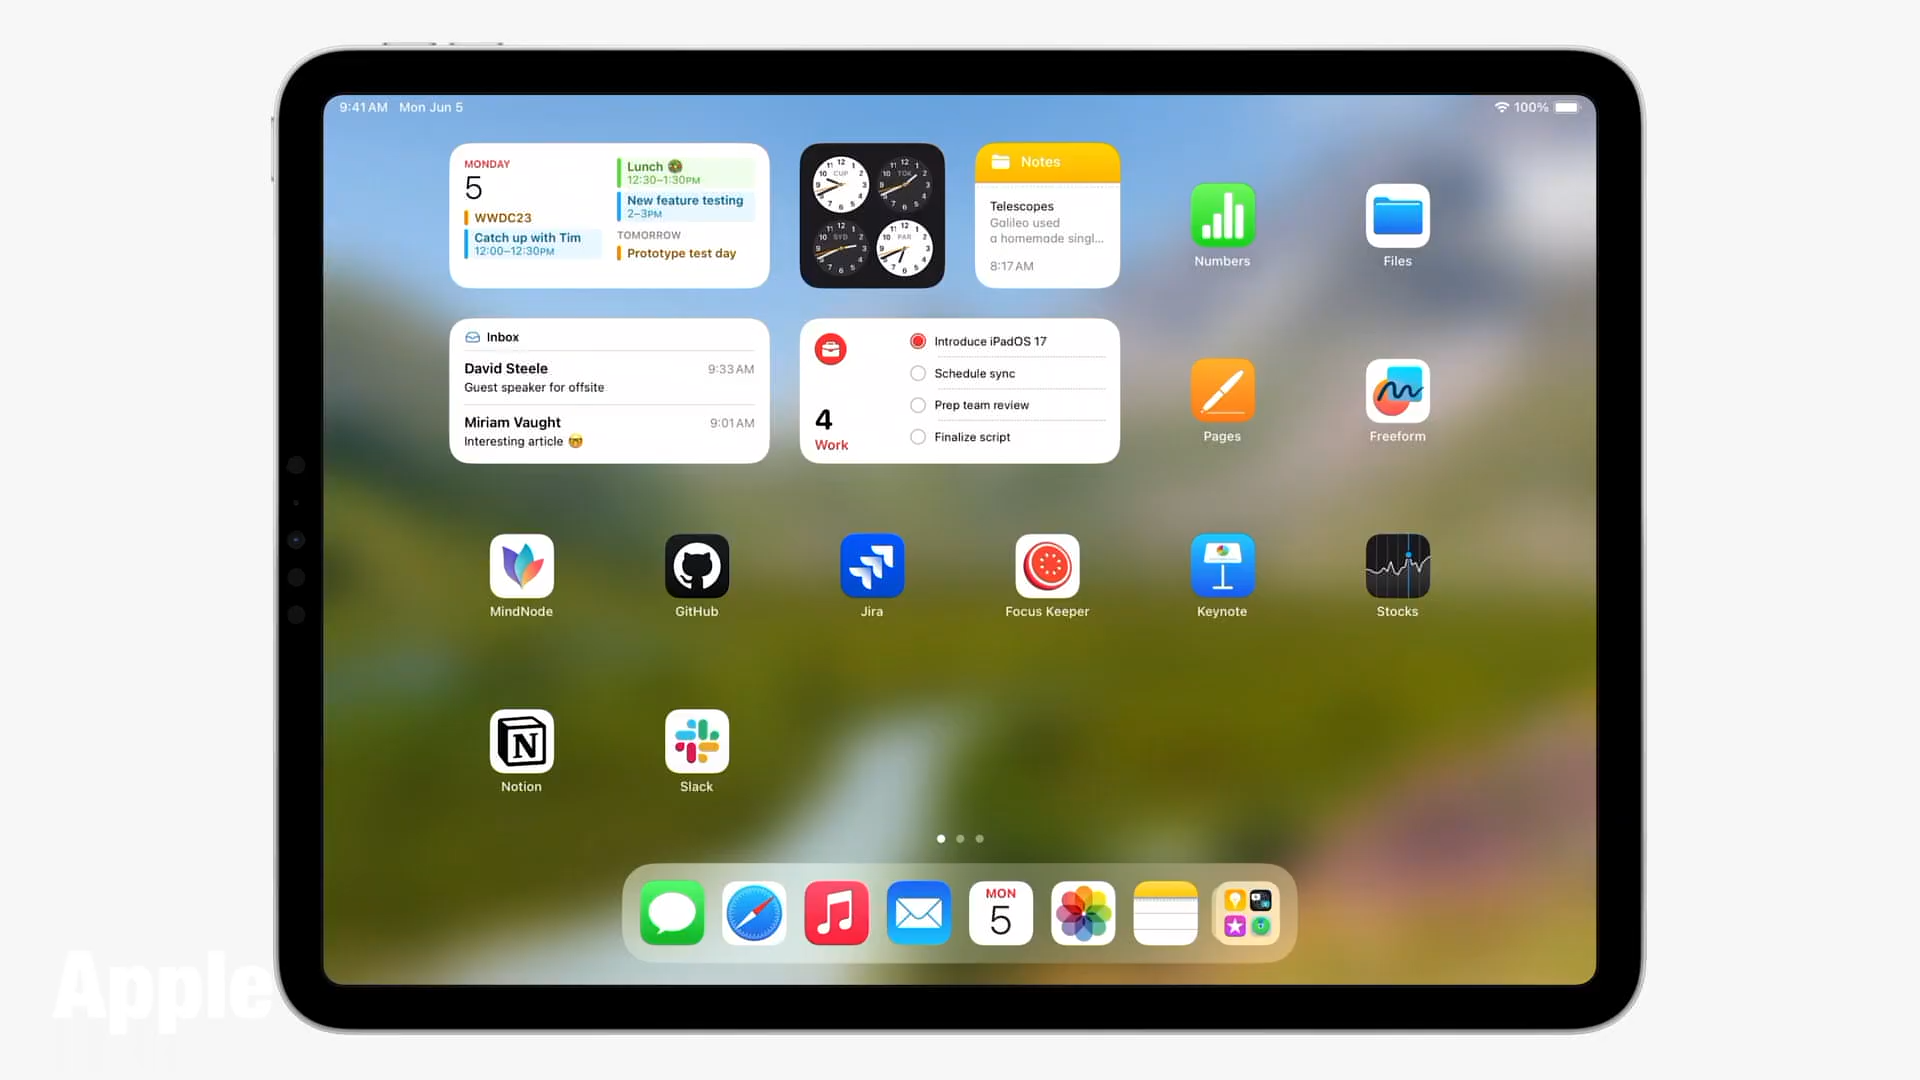 9:41 AM Mon Jun 5
100%
MONDAY
5
WWDC23
Catch up with Tim
12:00–12:30PM
Lunch
12:30–1:30PM
New feature testing
2–3PM
TOMORROW
Prototype test day
CUP
TOK
SYD
PAR
Notes
Telescopes
Galileo used
a homemade singl...
8:17 AM
Numbers
Files
Inbox
David Steele 9:33 AM
Guest speaker for offsite
Miriam Vaught 9:01 AM
Interesting article
4
Work
Introduce iPadOS 17
Schedule sync
Prep team review
Finalize script
Pages
Freeform
MindNode
GitHub
Jira
Focus Keeper
Keynote
Stocks
N
Notion
Slack
MON
5
Apple